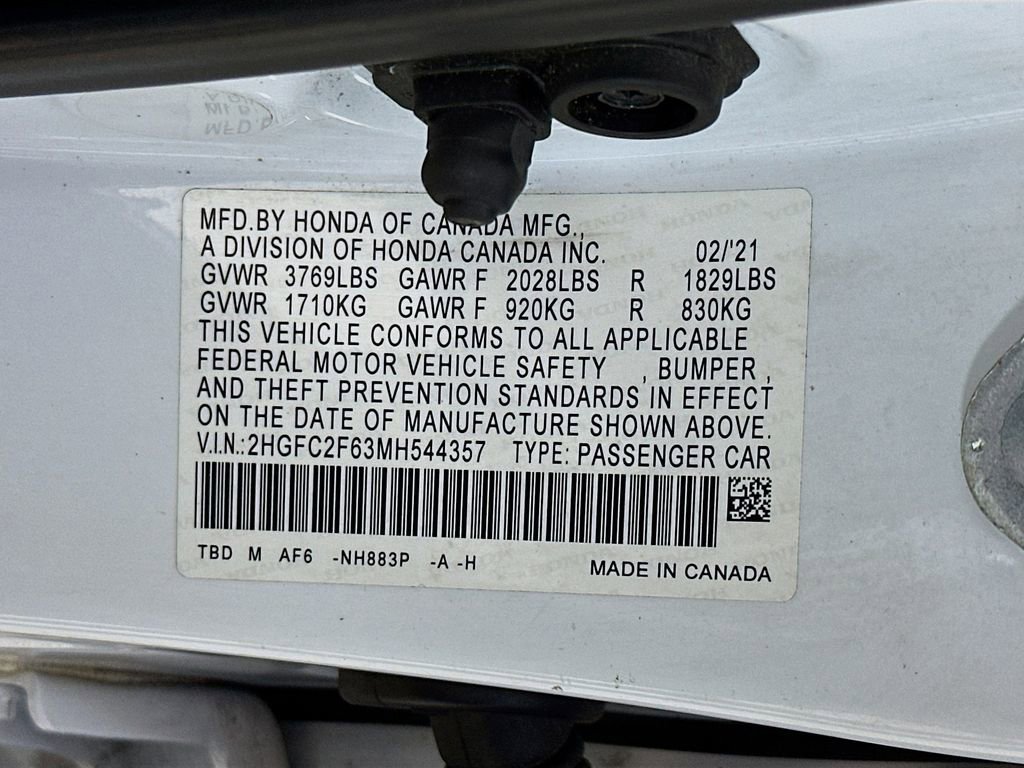 MFD.BY HONDA OF CANADA MFG.,
A DIVISION OF HONDA CANADA INC. 02/'21
GVWR 3769LBS GAWR F 2028LBS R 1829LBS
GVWR 1710KG GAWR F 920KG R 830KG
THIS VEHICLE CONFORMS TO ALL APPLICABLE
FEDERAL MOTOR VEHICLE SAFETY , BUMPER ,
AND THEFT PREVENTION STANDARDS IN EFFECT
ON THE DATE OF MANUFACTURE SHOWN ABOVE.
V.I.N.:2HGFC2F63MH544357 TYPE: PASSENGER CAR
TBD M AF6 -NH883P -A -H
MADE IN CANADA